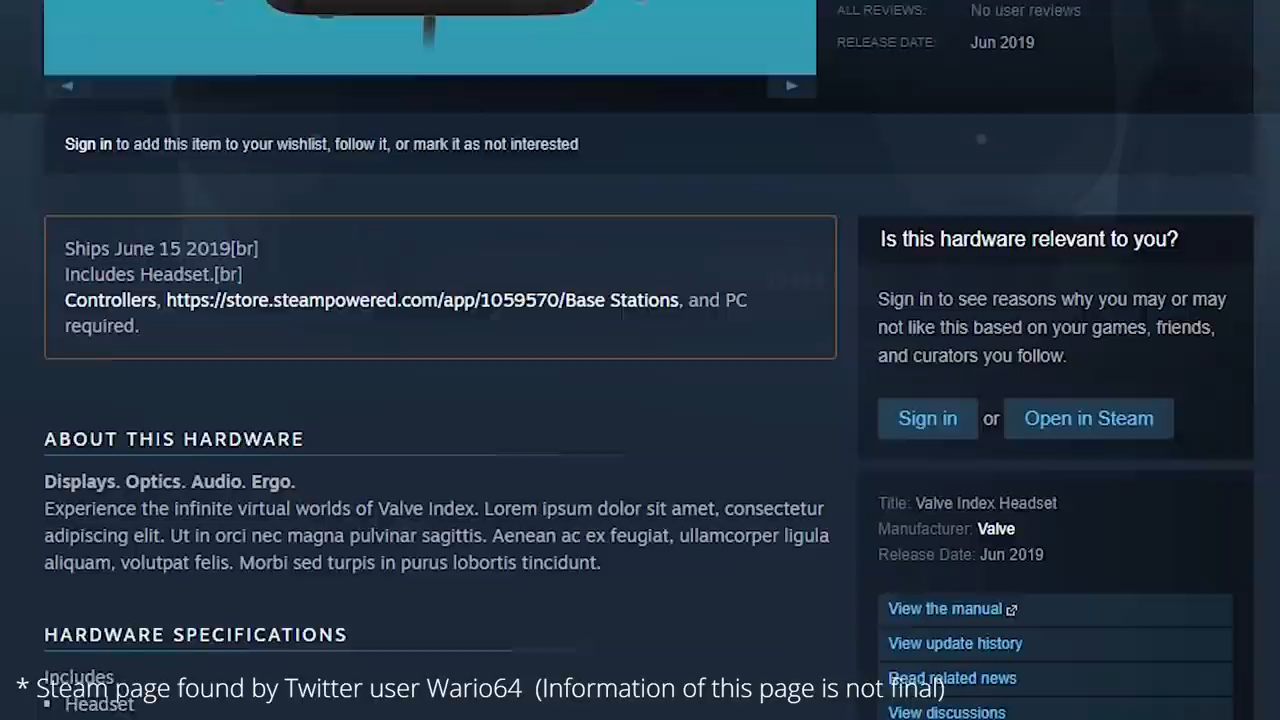 ALL REVIEWS: No user reviews
RELEASE DATE: Jun 2019
Sign in to add this item to your wishlist, follow it, or mark it as not interested
Ships June 15 2019[br]
Includes Headset.[br]
Controllers, https://store.steampowered.com/app/1059570/Base Stations, and PC
required.
Is this hardware relevant to you?
Sign in to see reasons why you may or may
not like this based on your games, friends,
and curators you follow.
Sign in or Open in Steam
ABOUT THIS HARDWARE
Displays. Optics. Audio. Ergo.
Experience the infinite virtual worlds of Valve Index. Lorem ipsum dolor sit amet, consectetur
adipiscing elit. Ut in orci nec magna pulvinar sagittis. Aenean ac ex feugiat, ullamcorper ligula
aliquam, volutpat felis. Morbi sed turpis in purus lobortis tincidunt.
Title: Valve Index Headset
Manufacturer: Valve
Release Date: Jun 2019
View the manual
View update history
Read related news
View discussions
HARDWARE SPECIFICATIONS
Includes
* Steam page found by Twitter user Wario64 (Information of this page is not final)
▪ Headset